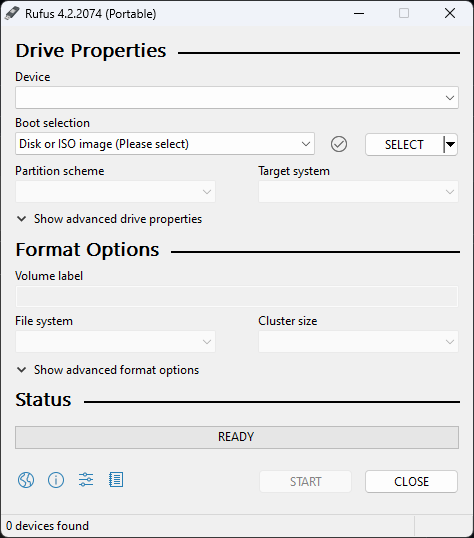 Rufus 4.2.2074 (Portable)
Drive Properties
Device
Boot selection
Disk or ISO image (Please select)
SELECT
Partition scheme
Target system
Show advanced drive properties
Format Options
Volume label
File system
Cluster size
Show advanced format options
Status
READY
START
CLOSE
0 devices found